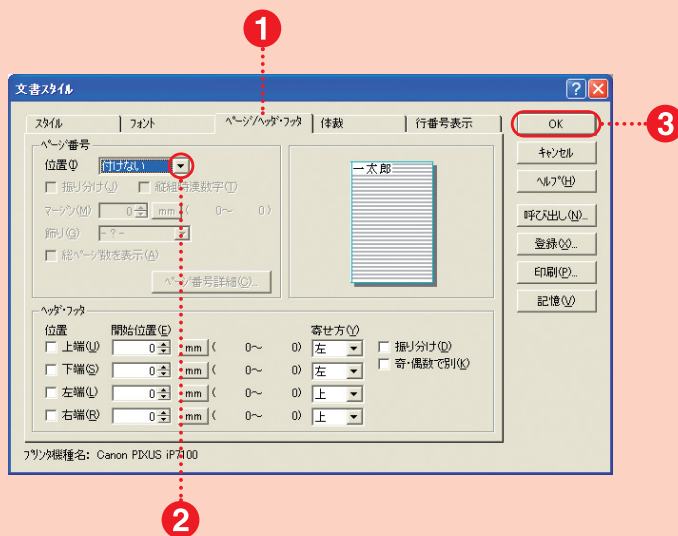 1
文書スタイル
スタイル フォント ページ/ヘッダ・フッタ 体裁 行番号表示
ページ番号
位置(I) 付けない
振り分け(J) 縦組時漢数字(T)
マージン(M) 0 mm ( 0～ 0)
飾り(G) - ? -
総ページ数を表示(A)
ページ番号詳細(O)...
一太郎
OK
3
キャンセル
ヘルプ(H)
呼び出し(N)...
登録(X)...
印刷(P)...
記憶(V)
ヘッダ・フッタ
位置 開始位置(E) 寄せ方(Y)
上端(U) 0 mm ( 0～ 0) 左 振り分け(D)
下端(S) 0 mm ( 0～ 0) 左 奇・偶数で別(K)
左端(L) 0 mm ( 0～ 0) 上
右端(R) 0 mm ( 0～ 0) 上
プリンタ機種名: Canon PIXUS iP7100
2